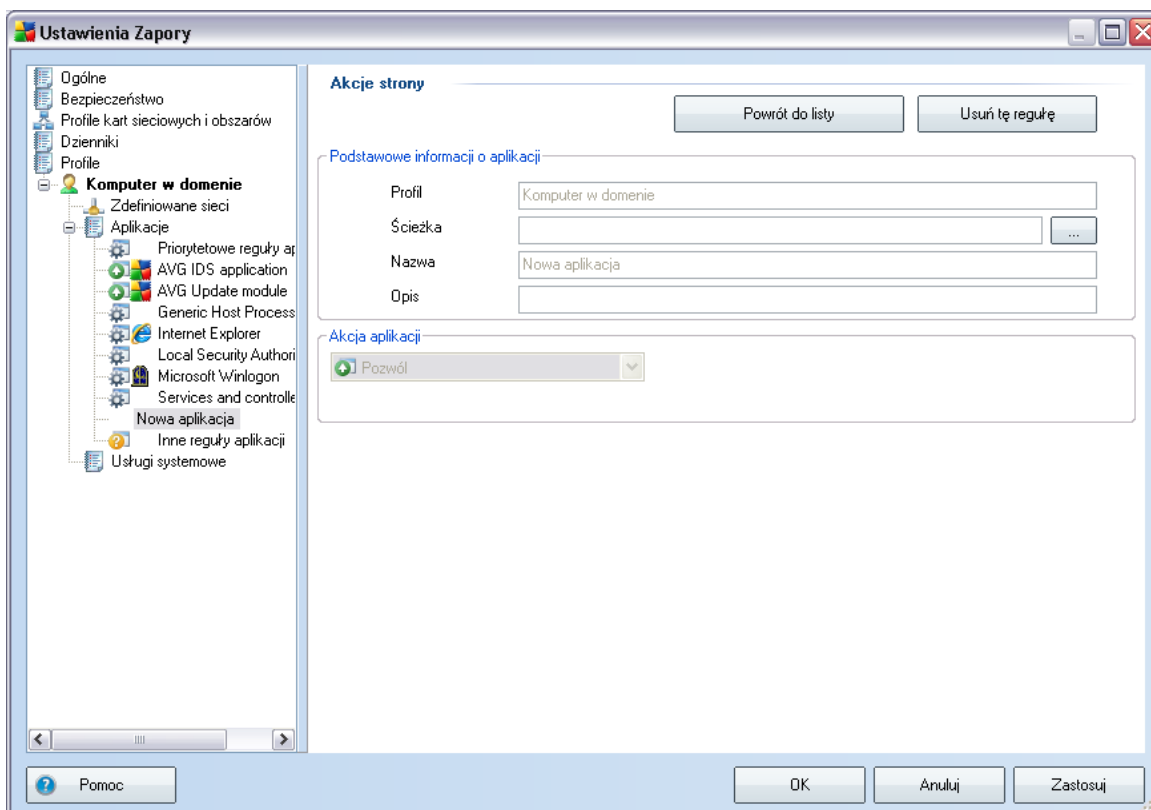 Ustawienia Zapory
Ogólne
Bezpieczeństwo
Profile kart sieciowych i obszarów
Dzienniki
Profile
Komputer w domenie
Zdefiniowane sieci
Aplikacje
Priorytetowe reguły ap
AVG IDS application
AVG Update module
Generic Host Process
Internet Explorer
Local Security Authori
Microsoft Winlogon
Services and controlle
Nowa aplikacja
Inne reguły aplikacji
Usługi systemowe
Akcje strony
Powrót do listy
Usuń tę regułę
Podstawowe informacji o aplikacji
Profil
Komputer w domenie
Ścieżka
...
Nazwa
Nowa aplikacja
Opis
Akcja aplikacji
Pozwól
Pomoc
OK
Anuluj
Zastosuj